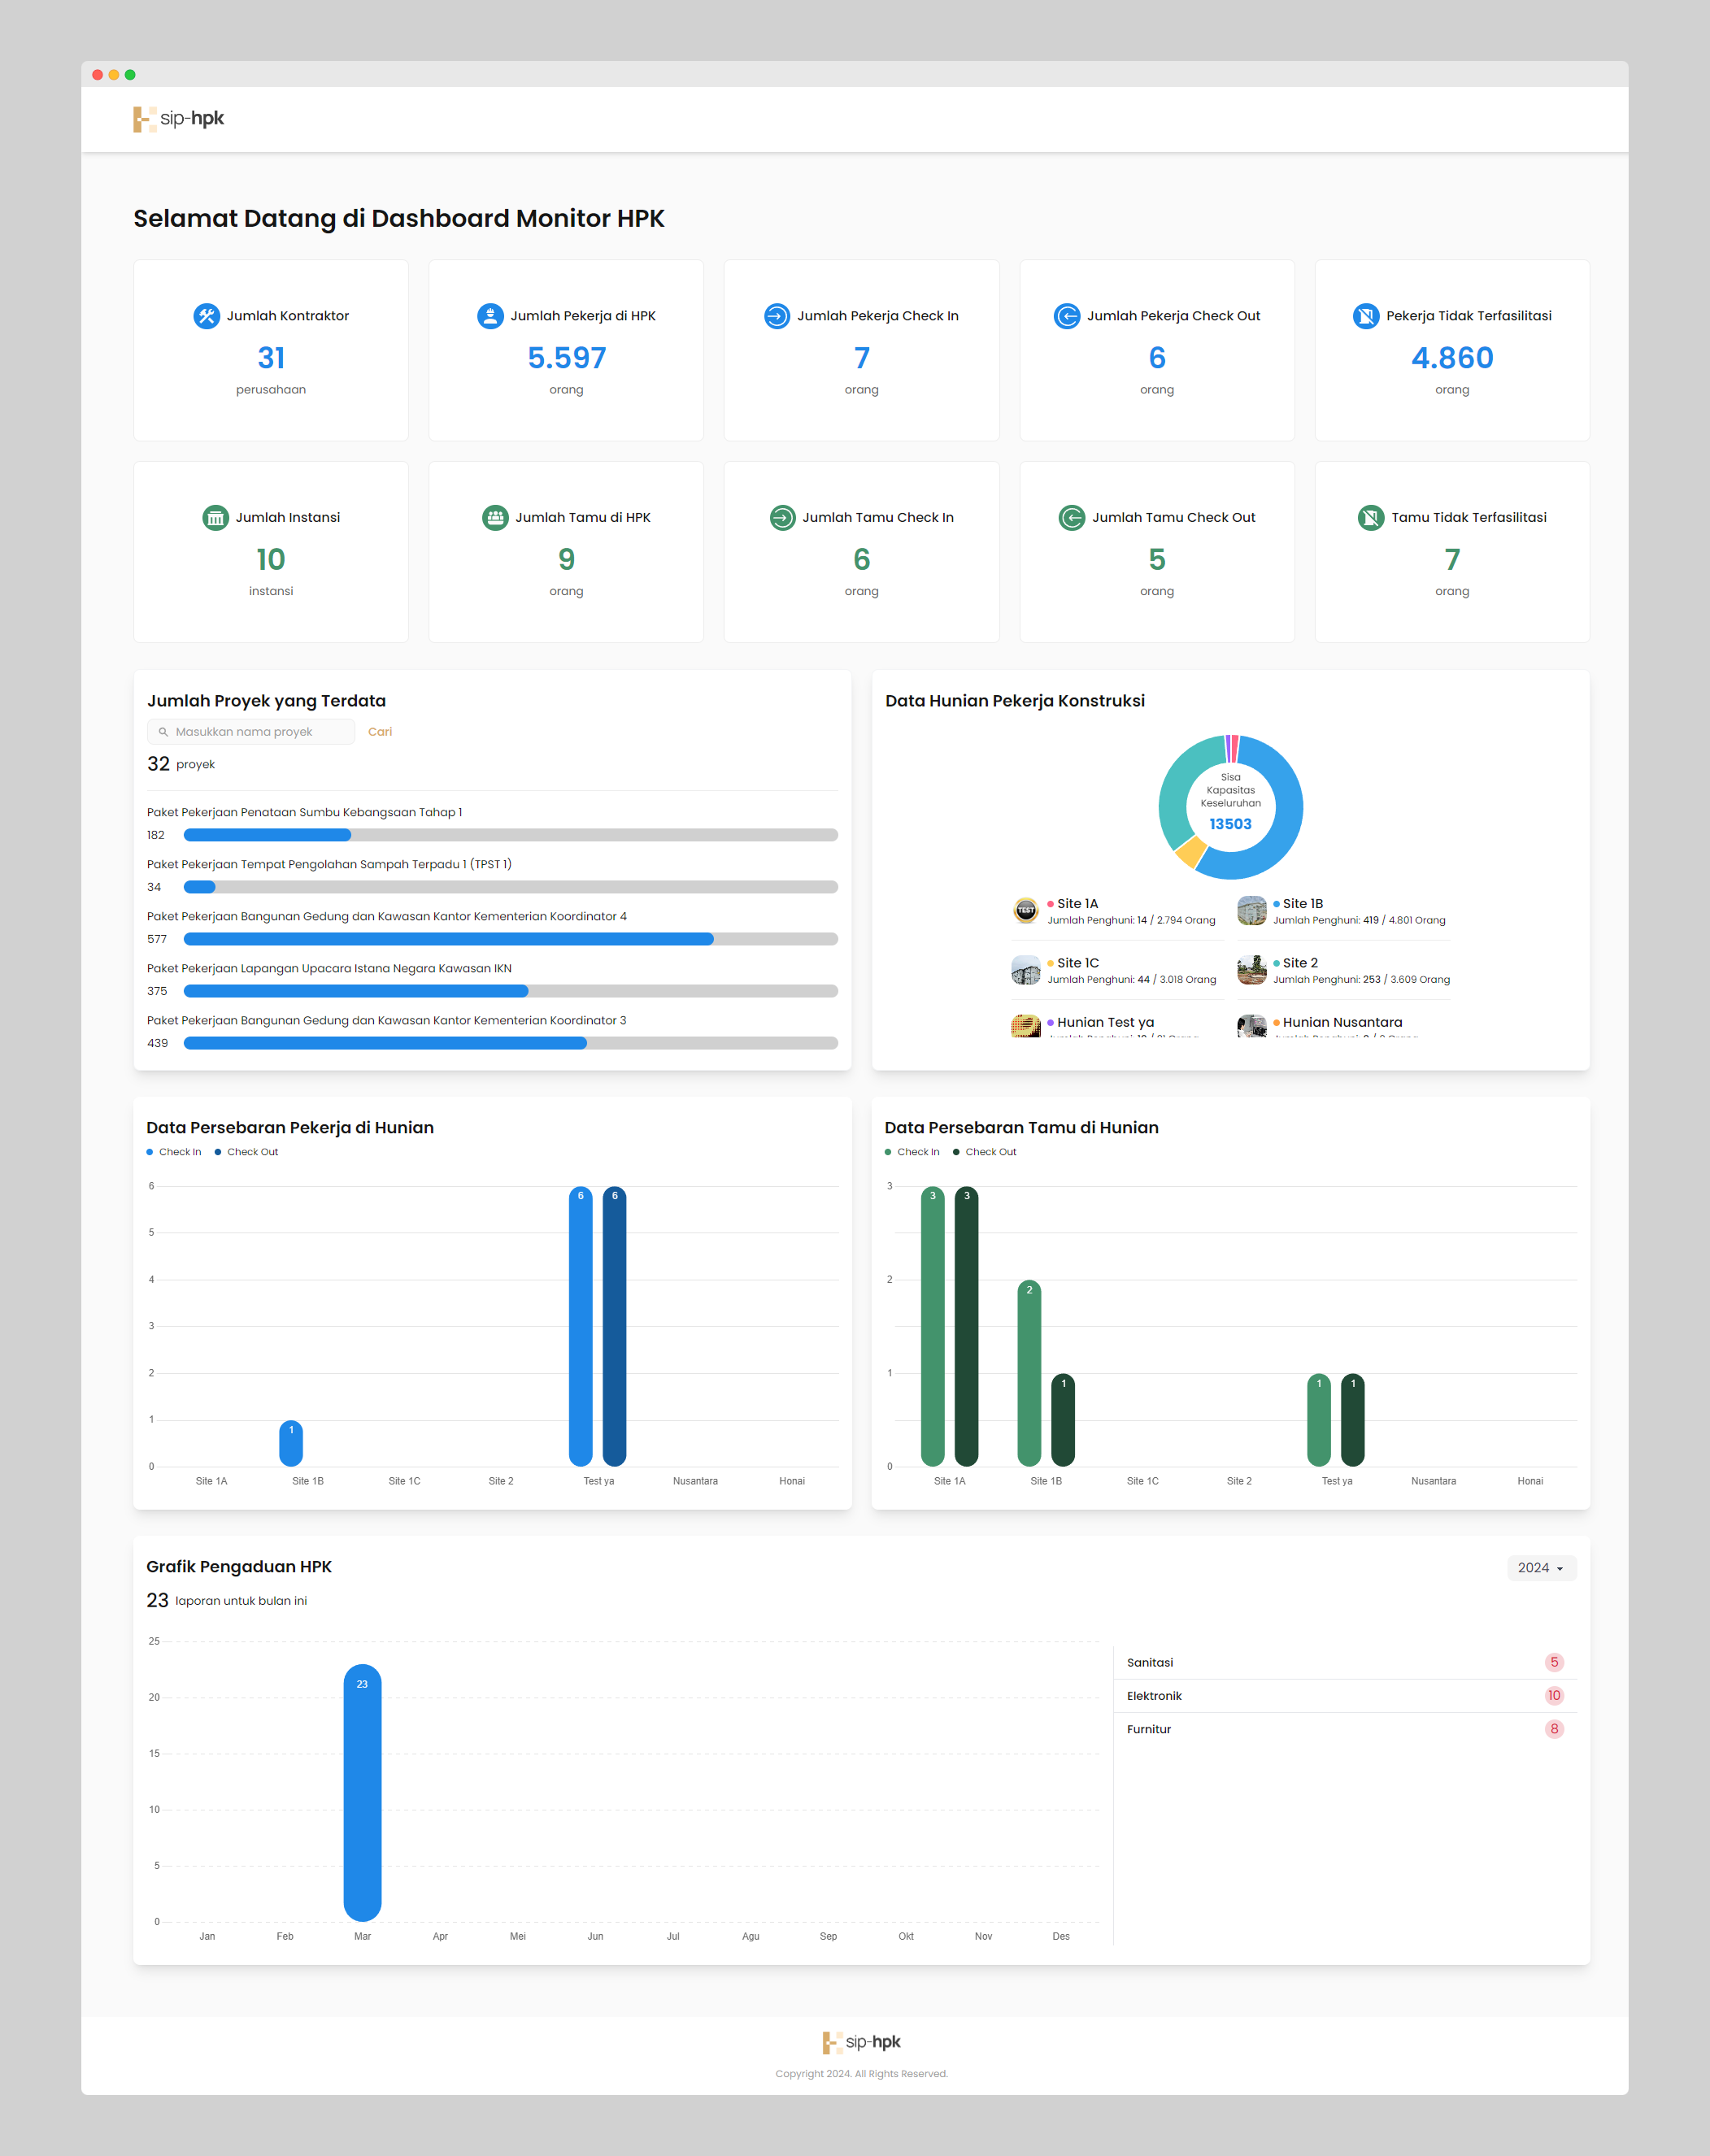 sip-hpk
Selamat Datang di Dashboard Monitor HPK
Jumlah Kontraktor
31
perusahaan
Jumlah Pekerja di HPK
5.597
orang
Jumlah Pekerja Check In
7
orang
Jumlah Pekerja Check Out
6
orang
Pekerja Tidak Terfasilitasi
4.860
orang
Jumlah Instansi
10
instansi
Jumlah Tamu di HPK
9
orang
Jumlah Tamu Check In
6
orang
Jumlah Tamu Check Out
5
orang
Tamu Tidak Terfasilitasi
7
orang
Jumlah Proyek yang Terdata
Masukkan nama proyek Cari
32 proyek
Paket Pekerjaan Penataan Sumbu Kebangsaan Tahap 1
182
Paket Pekerjaan Tempat Pengolahan Sampah Terpadu 1 (TPST 1)
34
Paket Pekerjaan Bangunan Gedung dan Kawasan Kantor Kementerian Koordinator 4
577
Paket Pekerjaan Lapangan Upacara Istana Negara Kawasan IKN
375
Paket Pekerjaan Bangunan Gedung dan Kawasan Kantor Kementerian Koordinator 3
439
Data Hunian Pekerja Konstruksi
Sisa
Kapasitas
Keseluruhan
13503
TEST
Site 1A
Jumlah Penghuni: 14 / 2.794 Orang
Site 1B
Jumlah Penghuni: 419 / 4.801 Orang
Site 1C
Jumlah Penghuni: 44 / 3.018 Orang
Site 2
Jumlah Penghuni: 253 / 3.609 Orang
Hunian Test ya
Hunian Nusantara
Data Persebaran Pekerja di Hunian
Check In Check Out
6
5
4
3
2
1
0
1
6 6
Site 1A Site 1B Site 1C Site 2 Test ya Nusantara Honai
Data Persebaran Tamu di Hunian
Check In Check Out
3
2
1
0
3 3
2 1
1 1
Site 1A Site 1B Site 1C Site 2 Test ya Nusantara Honai
Grafik Pengaduan HPK
2024
23 laporan untuk bulan ini
25
20
15
10
5
0
23
Jan Feb Mar Apr Mei Jun Jul Agu Sep Okt Nov Des
Sanitasi 5
Elektronik 10
Furnitur 8
sip-hpk
Copyright 2024. All Rights Reserved.